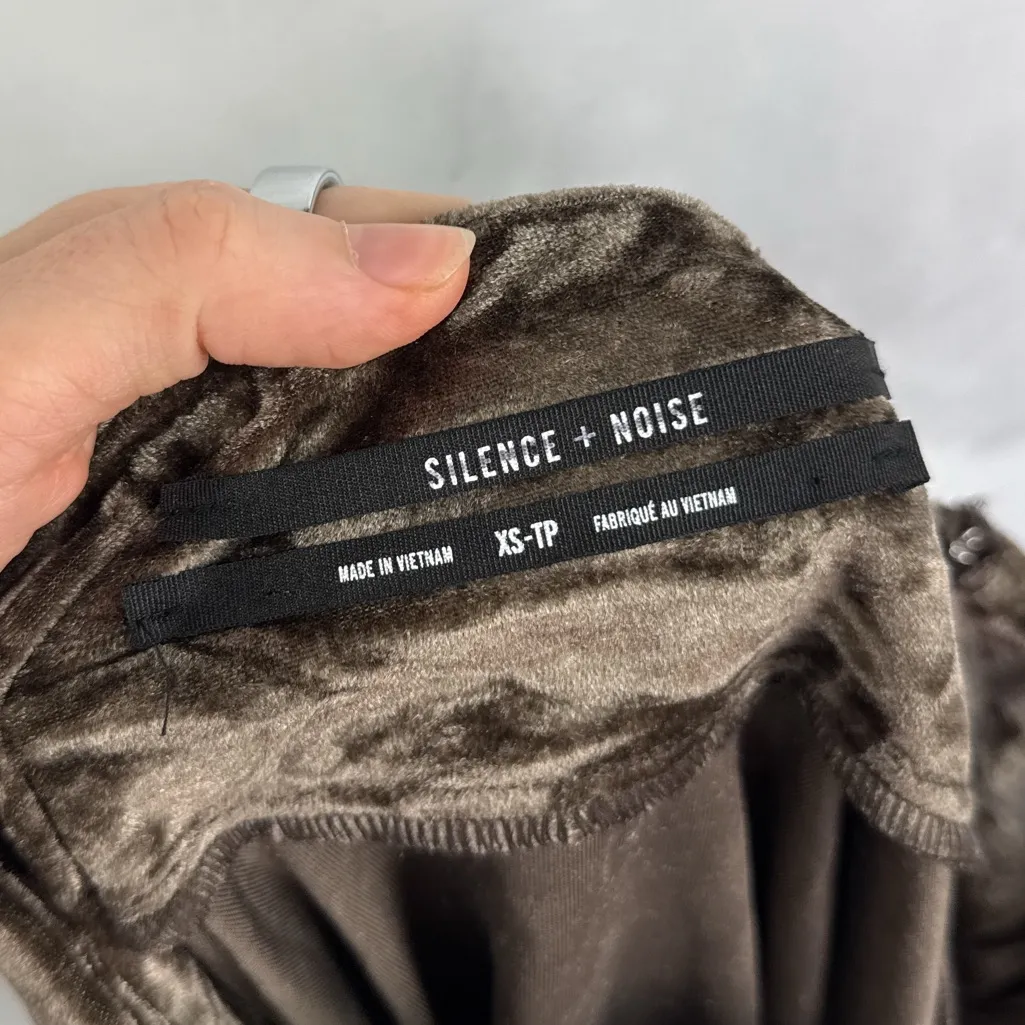 SILENCE + NOISE
MADE IN VIETNAM XS-TP FABRIQUÉ AU VIETNAM